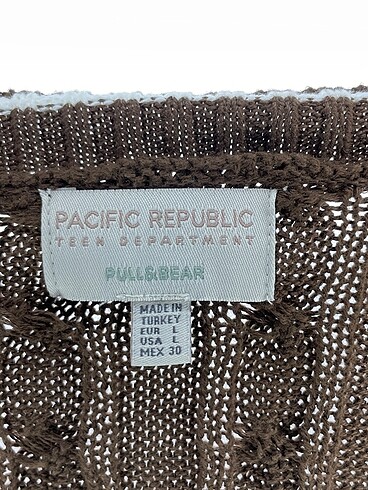 PACIFIC REPUBLIC
TEEN DEPARTMENT
PULL&BEAR
MADE IN
TURKEY
EUR L
USA L
MEX 30